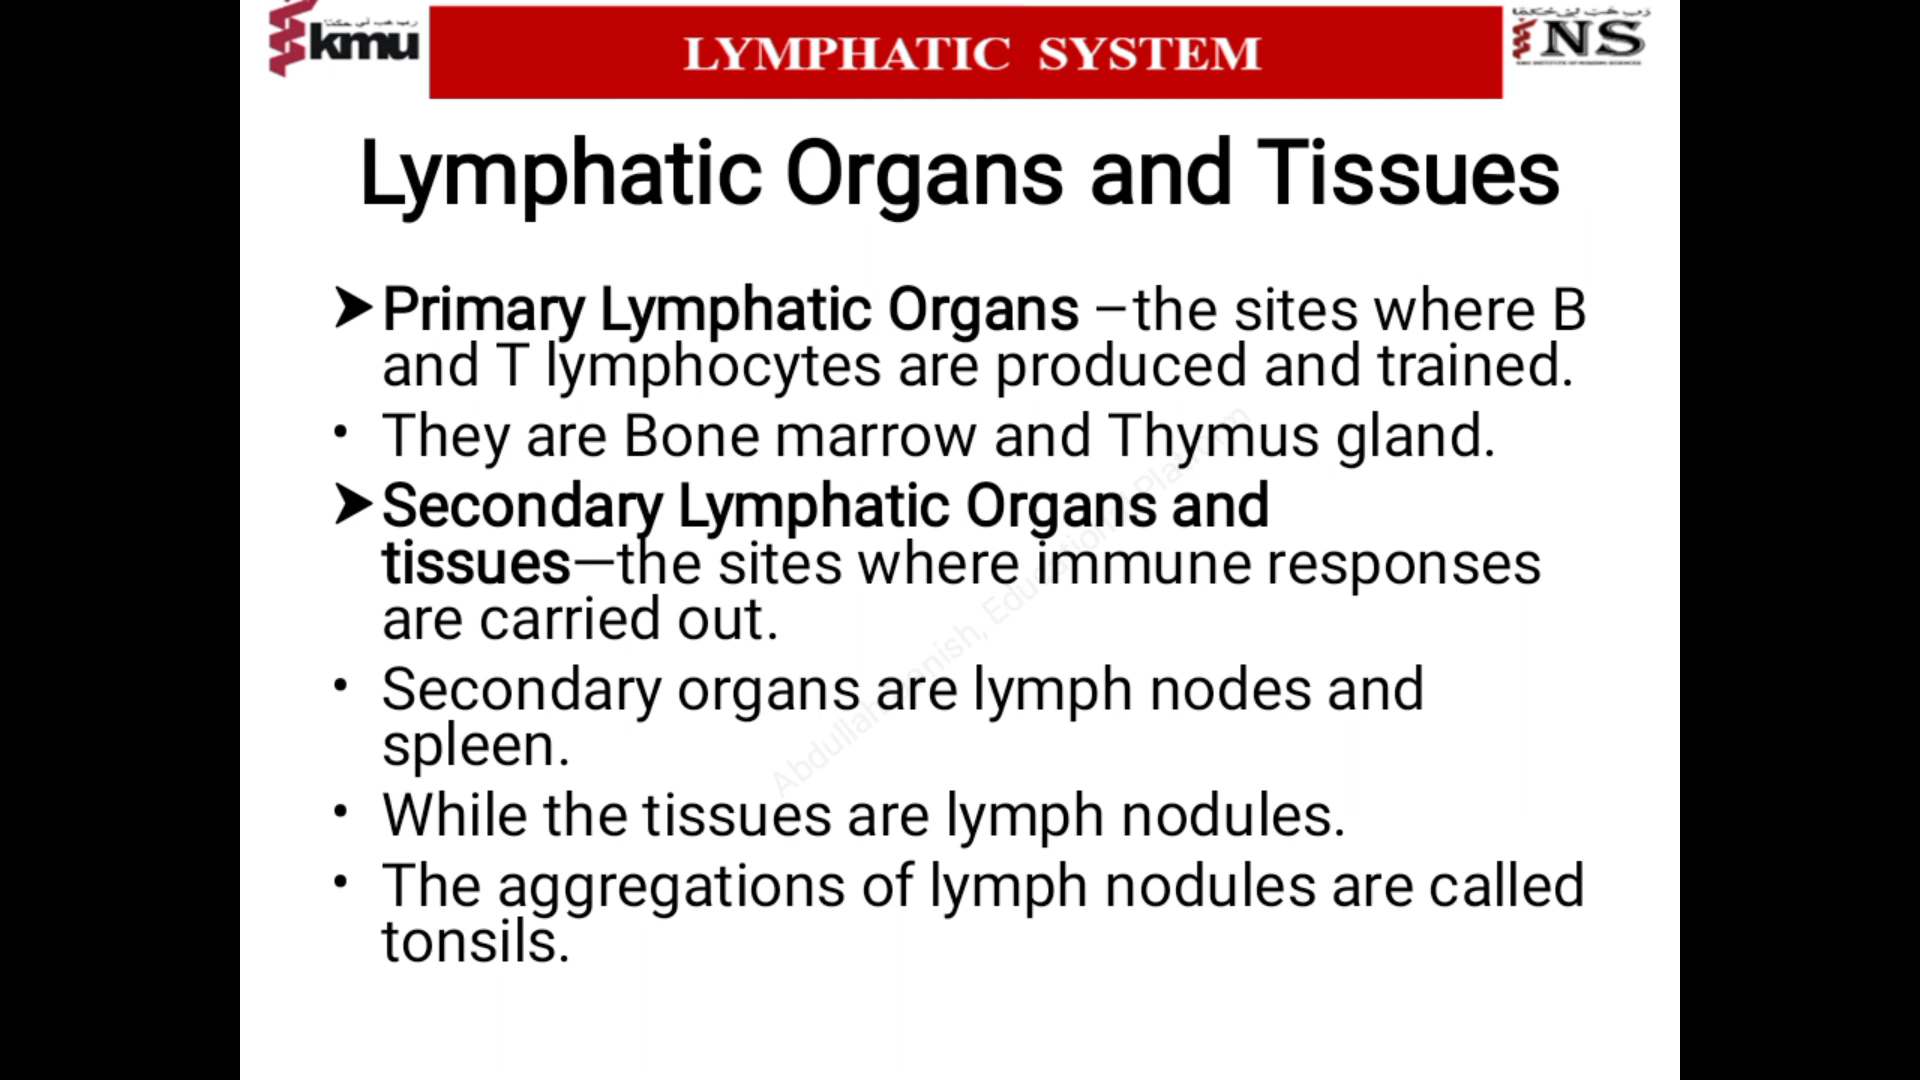 kmu
LYMPHATIC SYSTEM
iNS
Lymphatic Organs and Tissues
➤Primary Lymphatic Organs –the sites where B
and T lymphocytes are produced and trained.
• They are Bone marrow and Thymus gland.
➤Secondary Lymphatic Organs and
tissues—the sites where immune responses
are carried out.
• Secondary organs are lymph nodes and
spleen.
• While the tissues are lymph nodules.
• The aggregations of lymph nodules are called
tonsils.